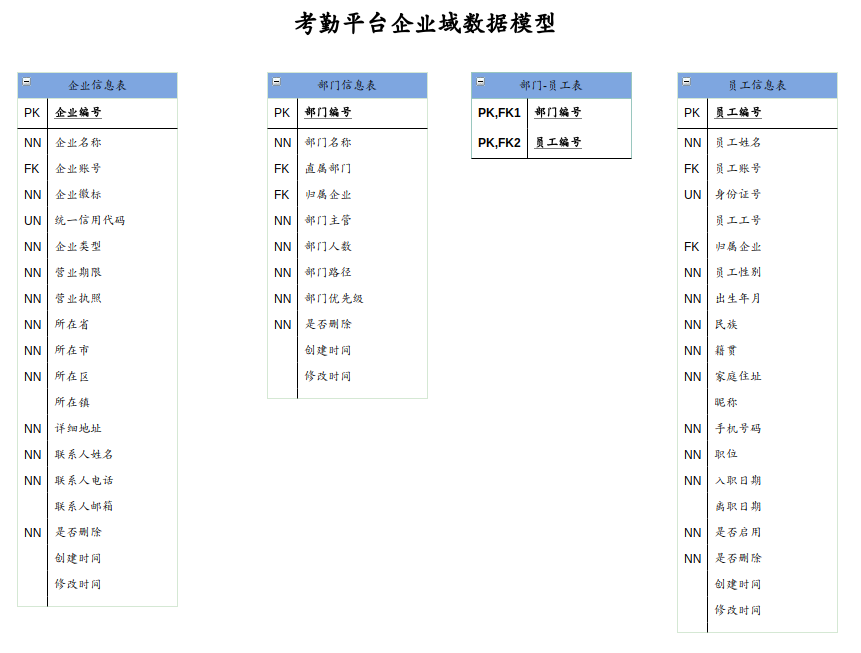 考勤平台企业域数据模型
企业信息表
PK 企业编号
NN 企业名称
FK 企业账号
NN 企业徽标
UN 统一信用代码
NN 企业类型
NN 营业期限
NN 营业执照
NN 所在省
NN 所在市
NN 所在区
所在镇
NN 详细地址
NN 联系人姓名
NN 联系人电话
联系人邮箱
NN 是否删除
创建时间
修改时间
部门信息表
PK 部门编号
NN 部门名称
FK 直属部门
FK 归属企业
NN 部门主管
NN 部门人数
NN 部门路径
NN 部门优先级
NN 是否删除
创建时间
修改时间
部门-员工表
PK,FK1 部门编号
PK,FK2 员工编号
员工信息表
PK 员工编号
NN 员工姓名
FK 员工账号
UN 身份证号
员工工号
FK 归属企业
NN 员工性别
NN 出生年月
NN 民族
NN 籍贯
NN 家庭住址
昵称
NN 手机号码
NN 职位
NN 入职日期
离职日期
NN 是否启用
NN 是否删除
创建时间
修改时间